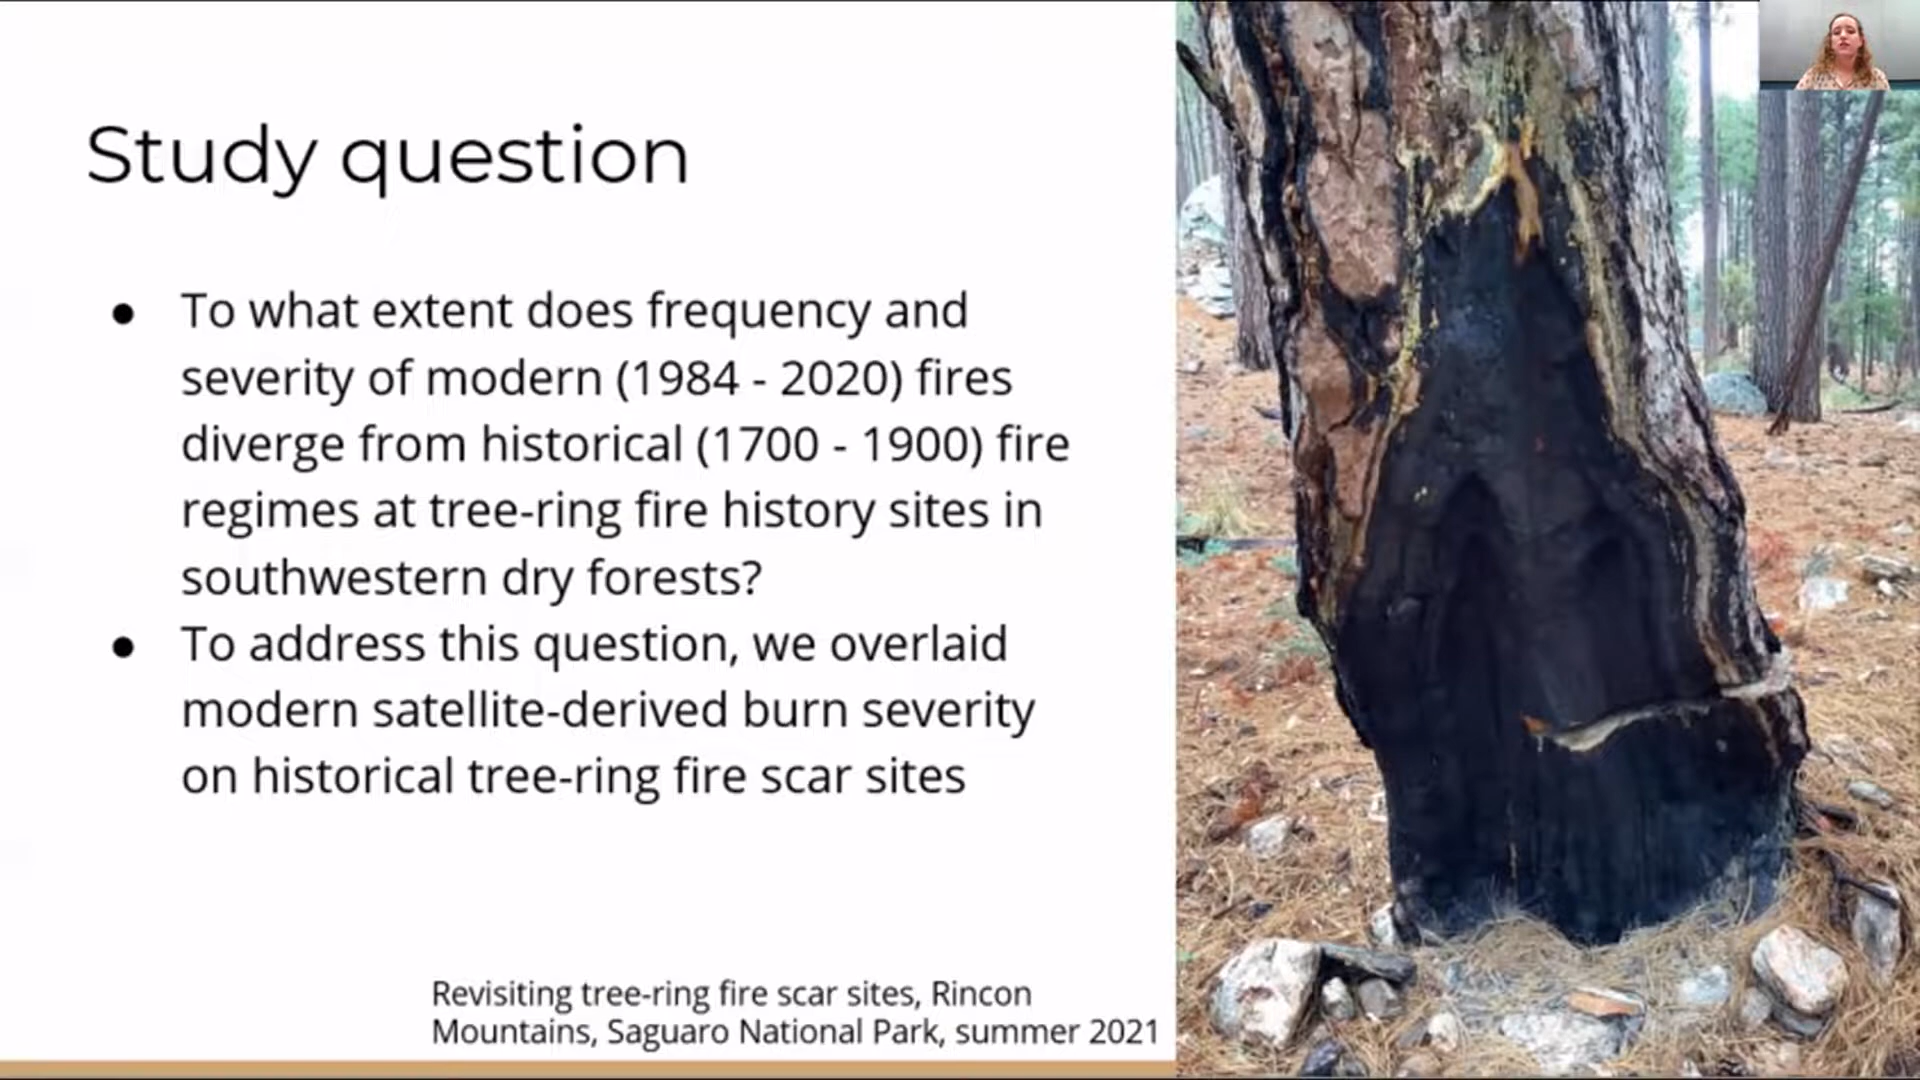 Study question
● To what extent does frequency and
severity of modern (1984 - 2020) fires
diverge from historical (1700 - 1900) fire
regimes at tree-ring fire history sites in
southwestern dry forests?
● To address this question, we overlaid
modern satellite-derived burn severity
on historical tree-ring fire scar sites
Revisiting tree-ring fire scar sites, Rincon
Mountains, Saguaro National Park, summer 2021